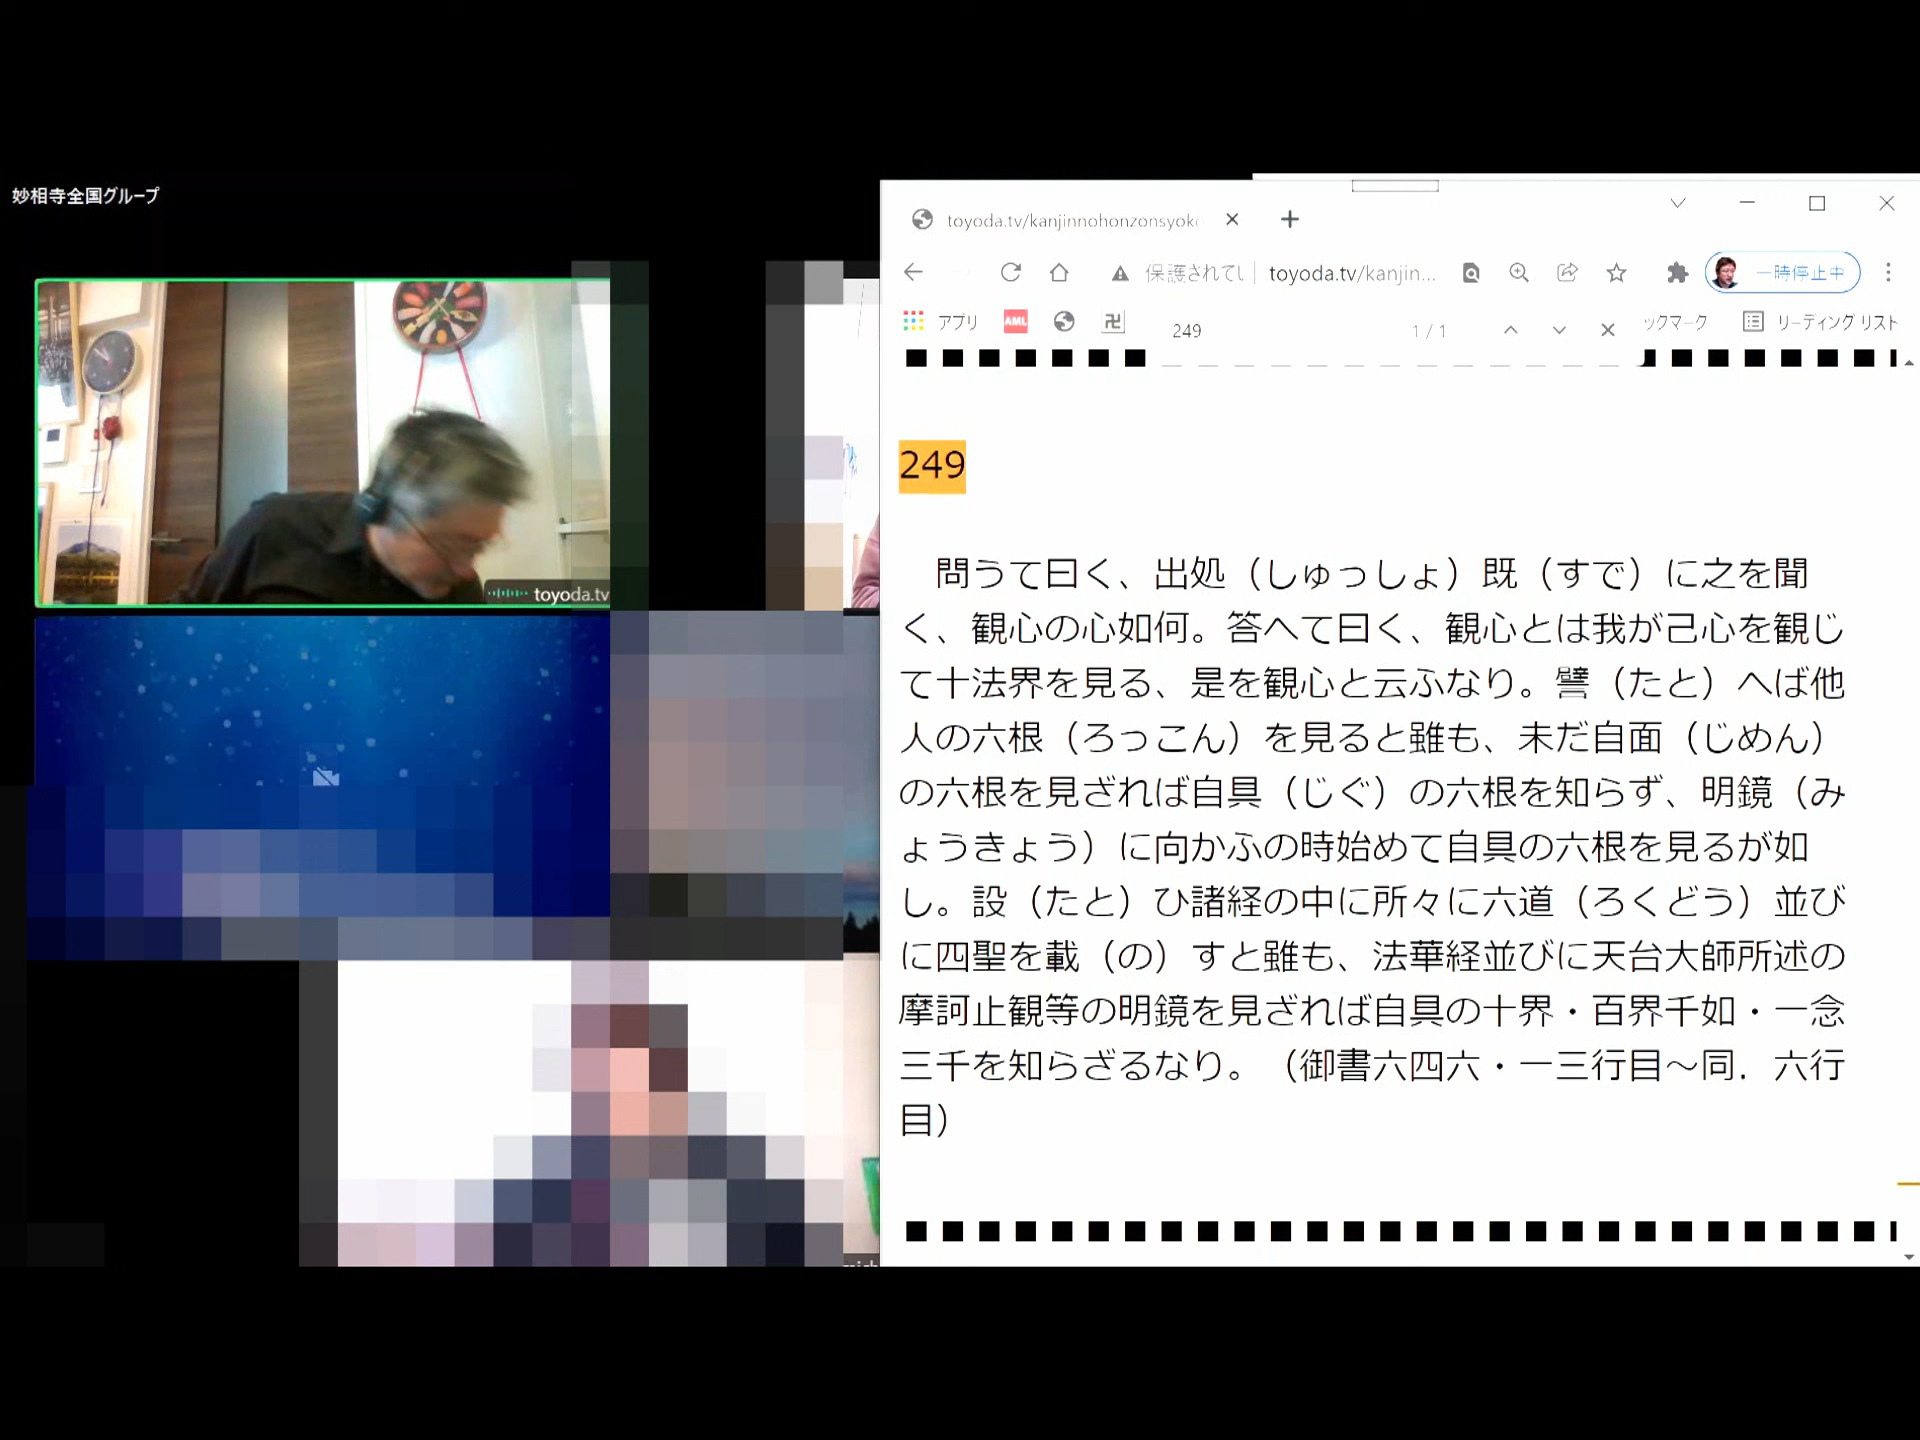 妙相寺全国グループ
toyoda.tv
toyoda.tv/kanjinnohonzonsyok
保護されてい
toyoda.tv/kanjin...
一時停止中
アプリ
AML
卍
249
1/1
ックマーク
リーディング リスト
249
問うて曰く、出処（しゅっしょ）既（すで）に之を聞
く、観心の心如何。答へて曰く、観心とは我が己心を観じ
て十法界を見る、是を観心と云ふなり。譬（たと）へば他
人の六根（ろっこん）を見ると雖も、未だ自面（じめん）
の六根を見ざれば自具（じぐ）の六根を知らず、明鏡（み
ょうきょう）に向かふの時始めて自具の六根を見るが如
し。設（たと）ひ諸経の中に所々に六道（ろくどう）並び
に四聖を載（の）すと雖も、法華経並びに天台大師所述の
摩訶止観等の明鏡を見ざれば自具の十界・百界千如・一念
三千を知らざるなり。（御書六四六・一三行目～同．六行
目）